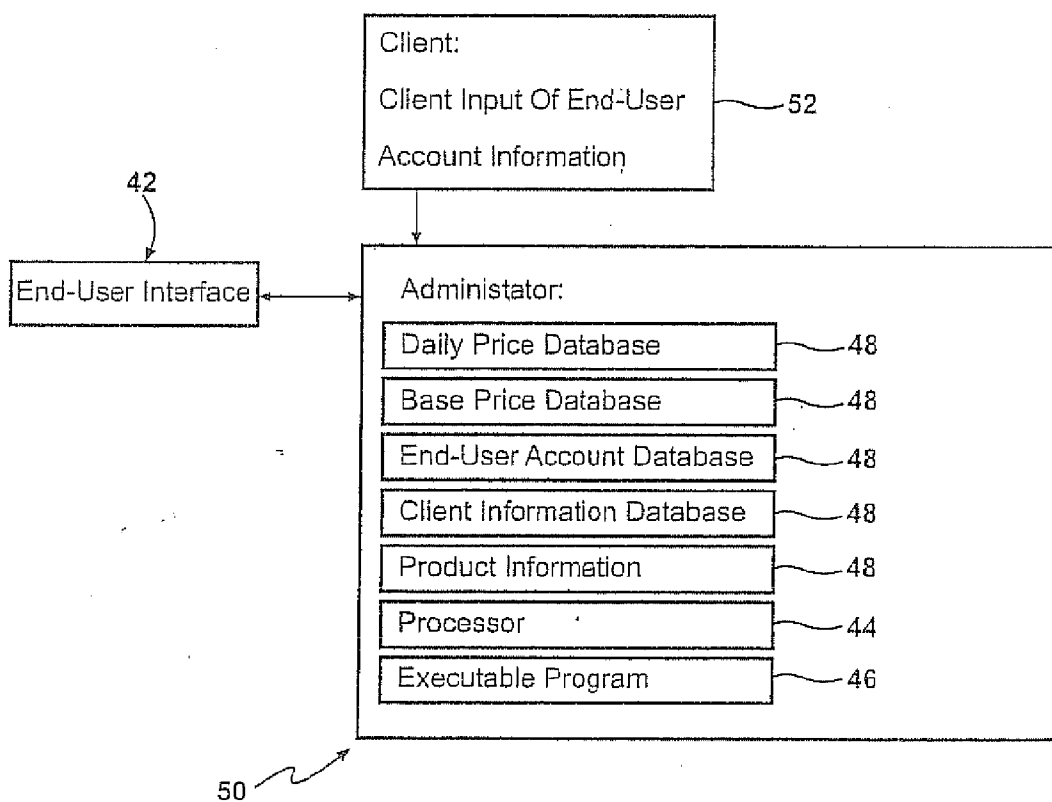 Client:
Client Input Of End-User
52
Account Information
42
End-User Interface
Administator:
Daily Price Database
48
Base Price Database
48
End-User Account Database
48
Client Information Database
48
Product Information
48
Processor
44
Executable Program
46
50